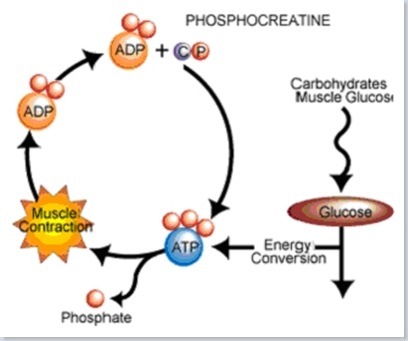 PHOSPHOCREATINE
ADP + C P
Carbohydrates
Muscle Glucose
ADP
Muscle
Contraction
Glucose
ATP
Energy
Conversion
Phosphate